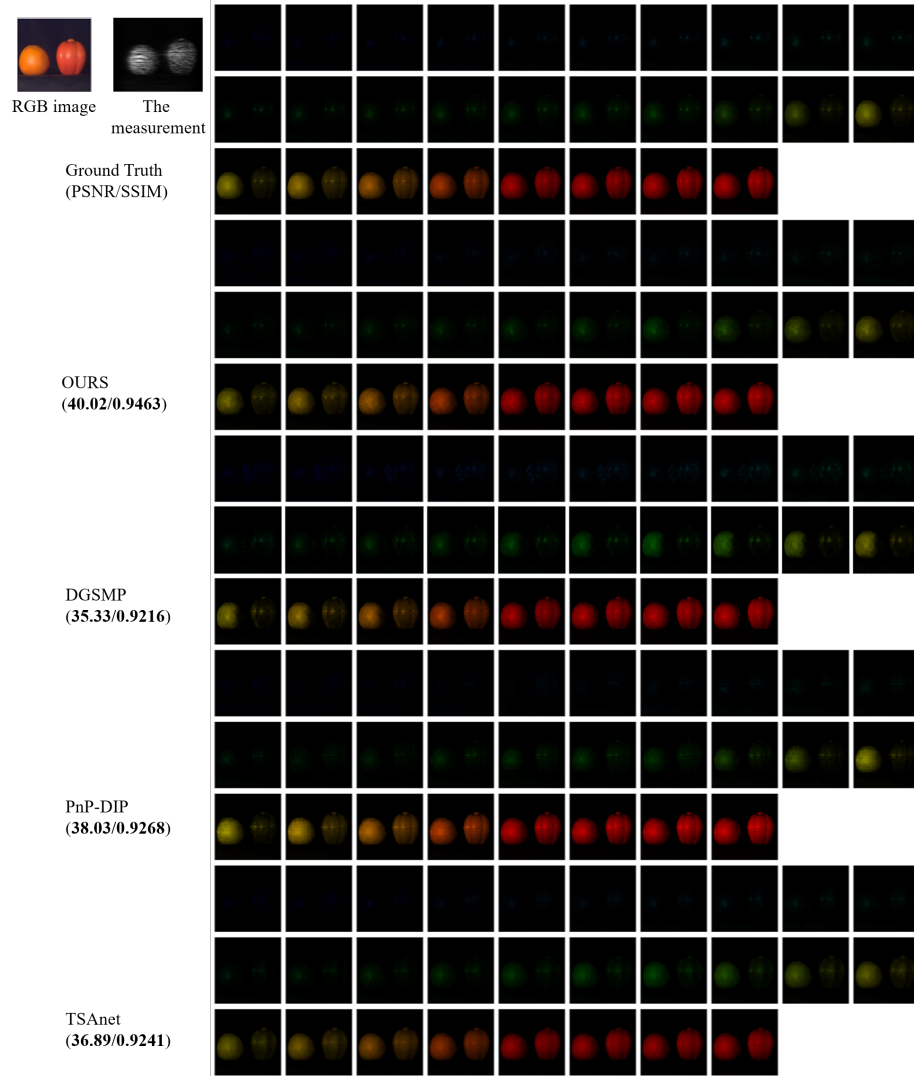 RGB image
The
measurement
Ground Truth
(PSNR/SSIM)
OURS
(40.02/0.9463)
DGSMP
(35.33/0.9216)
PnP-DIP
(38.03/0.9268)
TSAnet
(36.89/0.9241)